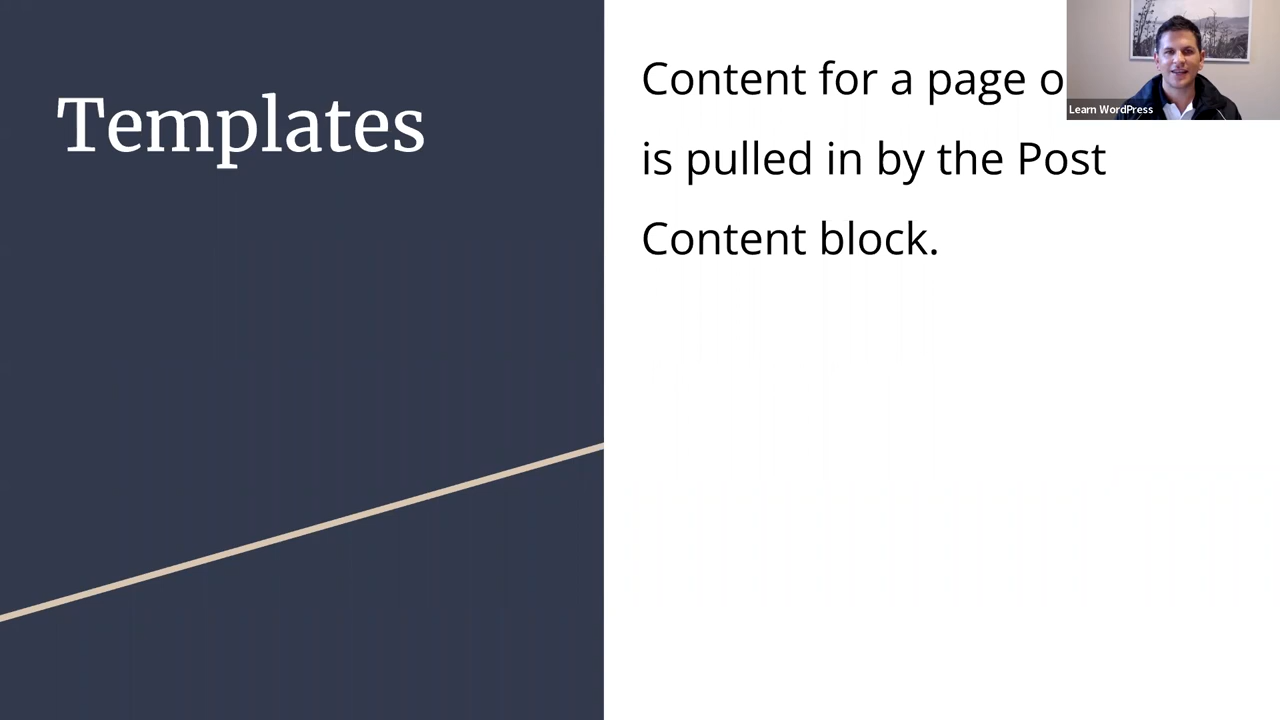 Templates
Content for a page o
is pulled in by the Post
Content block.
Learn WordPress